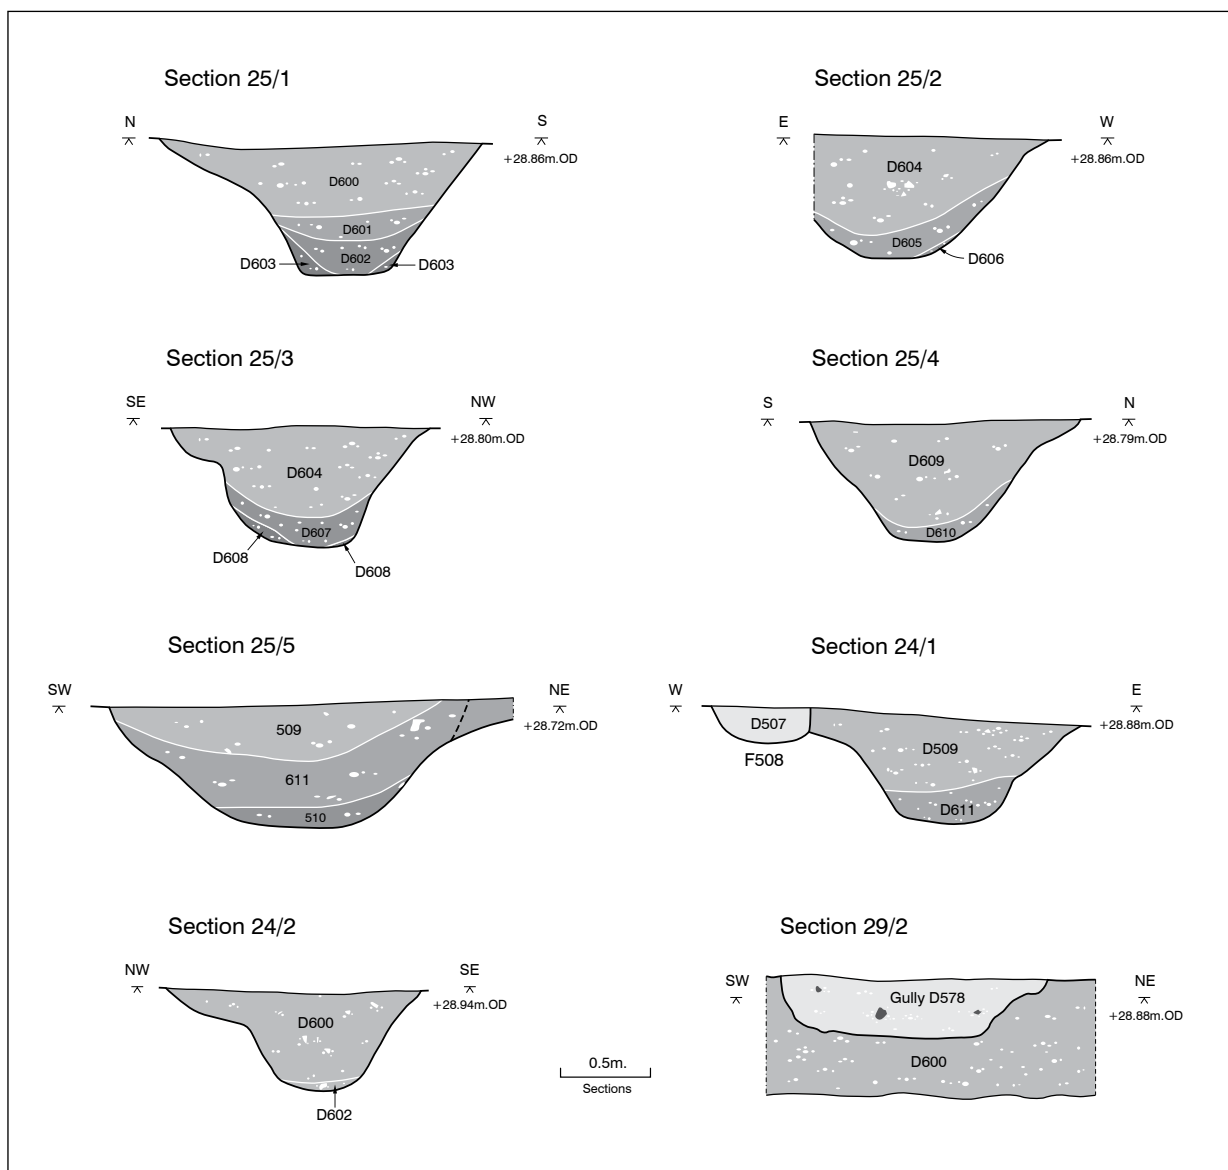 Section 25/1
N
S
+28.86m.OD
D600
D601
D602
D603
D603
Section 25/2
E
W
+28.86m.OD
D604
D605
D606
Section 25/3
SE
NW
+28.80m.OD
D604
D607
D608
D608
Section 25/4
S
N
+28.79m.OD
D609
D610
Section 25/5
SW
NE
+28.72m.OD
509
611
510
Section 24/1
W
E
+28.88m.OD
D507
F508
D509
D611
Section 24/2
NW
SE
+28.94m.OD
D600
D602
0.5m.
Sections
Section 29/2
SW
NE
+28.88m.OD
Gully D578
D600